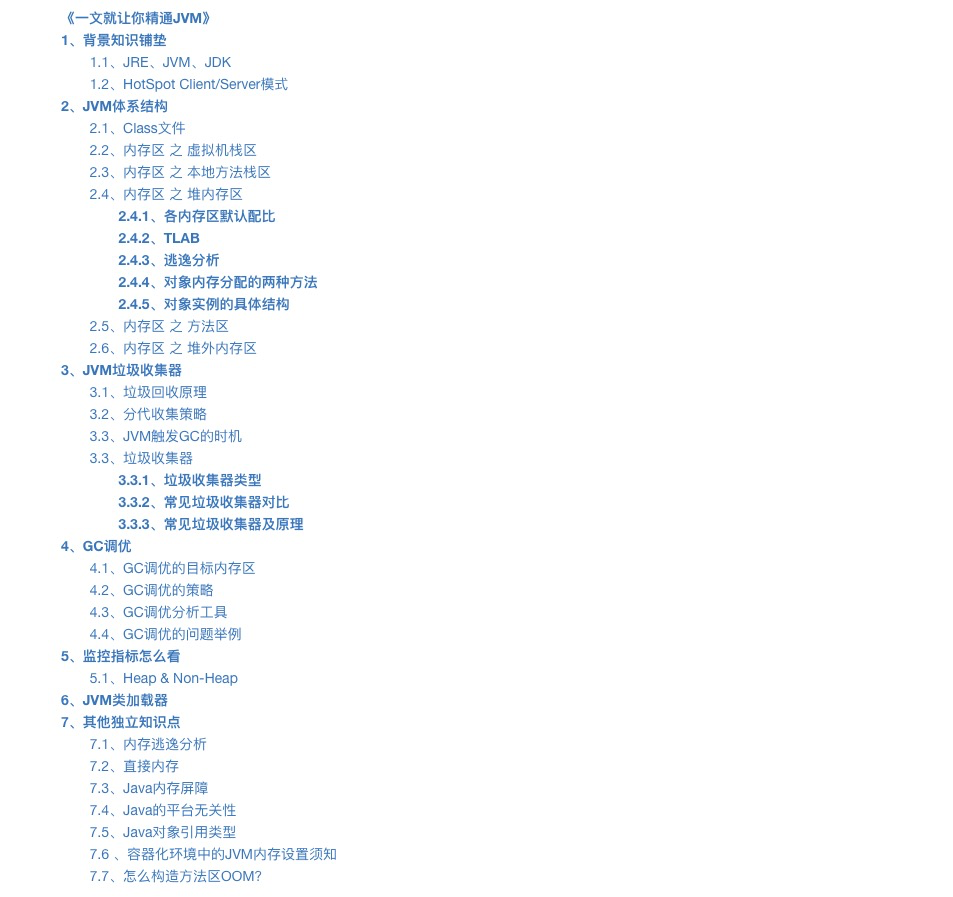 《一文就让你精通JVM》
1、背景知识铺垫
1.1、JRE、JVM、JDK
1.2、HotSpot Client/Server模式
2、JVM体系结构
2.1、Class文件
2.2、内存区 之 虚拟机栈区
2.3、内存区 之 本地方法栈区
2.4、内存区 之 堆内存区
2.4.1、各内存区默认配比
2.4.2、TLAB
2.4.3、逃逸分析
2.4.4、对象内存分配的两种方法
2.4.5、对象实例的具体结构
2.5、内存区 之 方法区
2.6、内存区 之 堆外内存区
3、JVM垃圾收集器
3.1、垃圾回收原理
3.2、分代收集策略
3.3、JVM触发GC的时机
3.3、垃圾收集器
3.3.1、垃圾收集器类型
3.3.2、常见垃圾收集器对比
3.3.3、常见垃圾收集器及原理
4、GC调优
4.1、GC调优的目标内存区
4.2、GC调优的策略
4.3、GC调优分析工具
4.4、GC调优的问题举例
5、监控指标怎么看
5.1、Heap & Non-Heap
6、JVM类加载器
7、其他独立知识点
7.1、内存逃逸分析
7.2、直接内存
7.3、Java内存屏障
7.4、Java的平台无关性
7.5、Java对象引用类型
7.6 、容器化环境中的JVM内存设置须知
7.7、怎么构造方法区OOM?